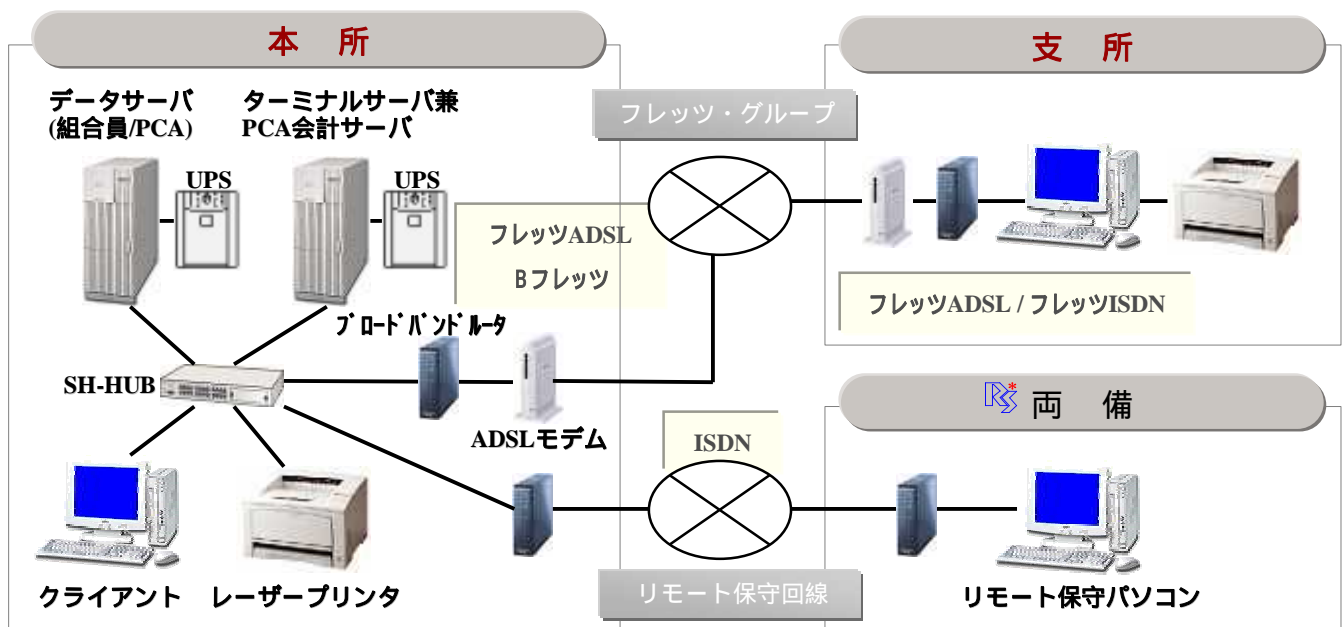 本 所
データサーバ
(組合員/PCA)
ターミナルサーバ兼
PCA会計サーバ
UPS
UPS
フレッツADSL
Bフレッツ
ブロードバンドルータ
SH-HUB
ADSLモデム
クライアント
レーザープリンタ
フレッツ・グループ
ISDN
リモート保守回線
支 所
フレッツADSL / フレッツISDN
RS* 両 備
リモート保守パソコン